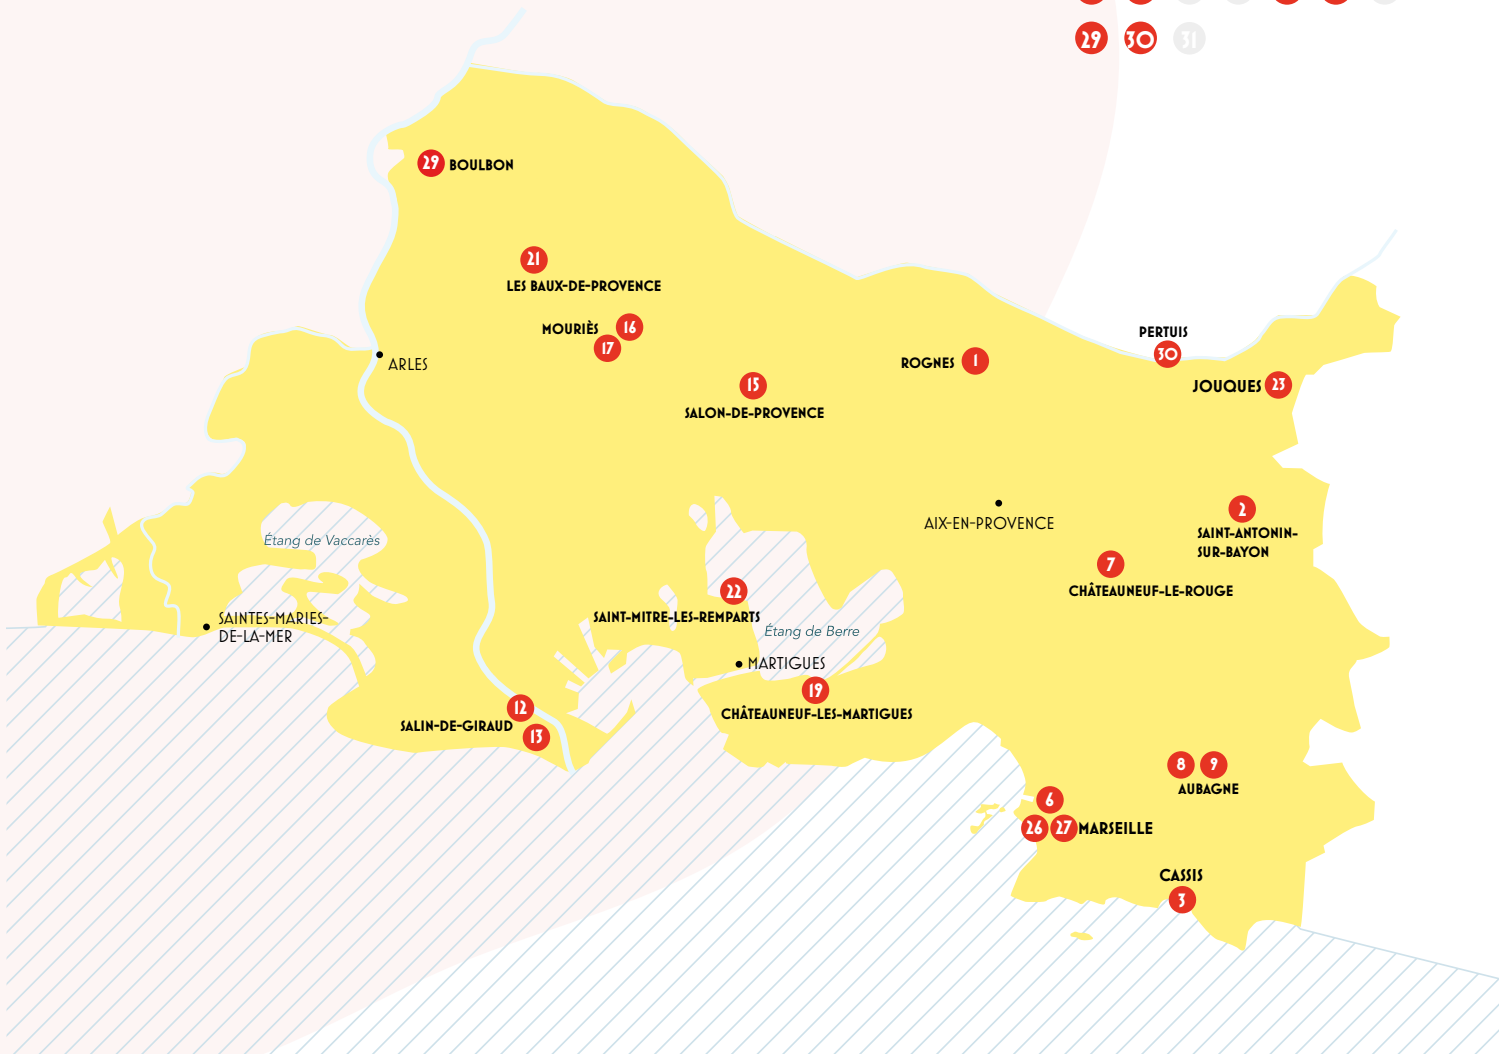 29 30 31
29 BOULBON
21
LES BAUX-DE-PROVENCE
MOURIÈS 16
17
ARLES
PERTUIS
30
ROGNES 1
JOUQUES 23
15
SALON-DE-PROVENCE
AIX-EN-PROVENCE
2
SAINT-ANTONIN-
SUR-BAYON
Étang de Vaccarès
7
CHÂTEAUNEUF-LE-ROUGE
22
SAINT-MITRE-LES-REMPARTS
SAINTES-MARIES-
DE-LA-MER
Étang de Berre
MARTIGUES
19
CHÂTEAUNEUF-LES-MARTIGUES
12
SALIN-DE-GIRAUD
13
8 9
AUBAGNE
6
26 27 MARSEILLE
CASSIS
3